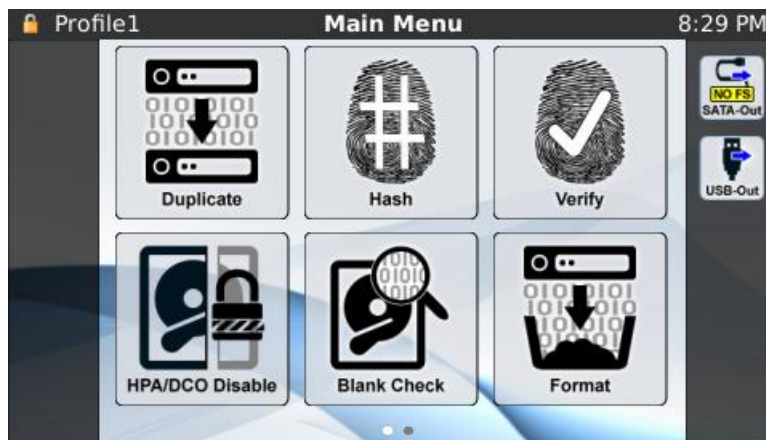 Profile1 Main Menu 8:29 PM
NO FS
SATA-Out
USB-Out
Duplicate Hash Verify
HPA/DCO Disable Blank Check Format